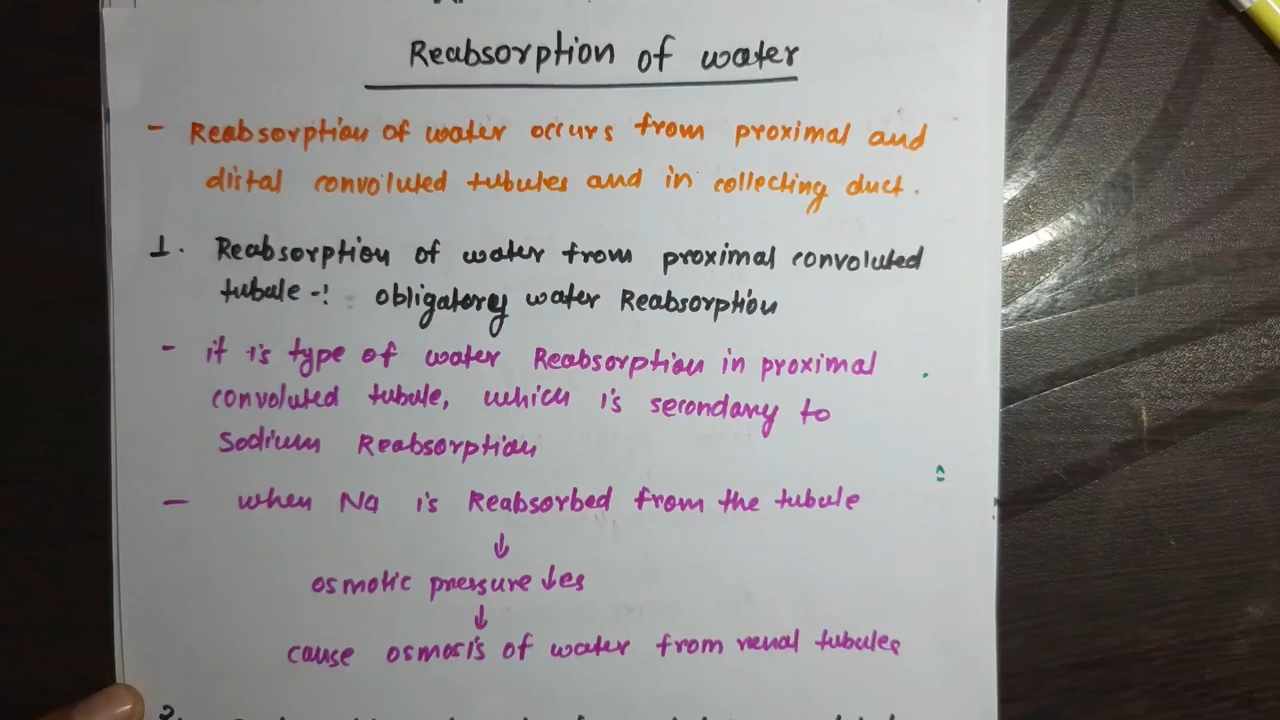 Reabsorption of water
- Reabsorption of water occurs from proximal and
distal convoluted tubules and in collecting duct.
1. Reabsorption of water from proximal convoluted
tubule -: obligatory water Reabsorption
- it is type of water Reabsorption in proximal
convoluted tubule, which is secondary to
Sodium Reabsorption
- when Na is Reabsorbed from the tubule
↓
osmotic pressure ↓es
↓
cause osmosis of water from renal tubules
2.